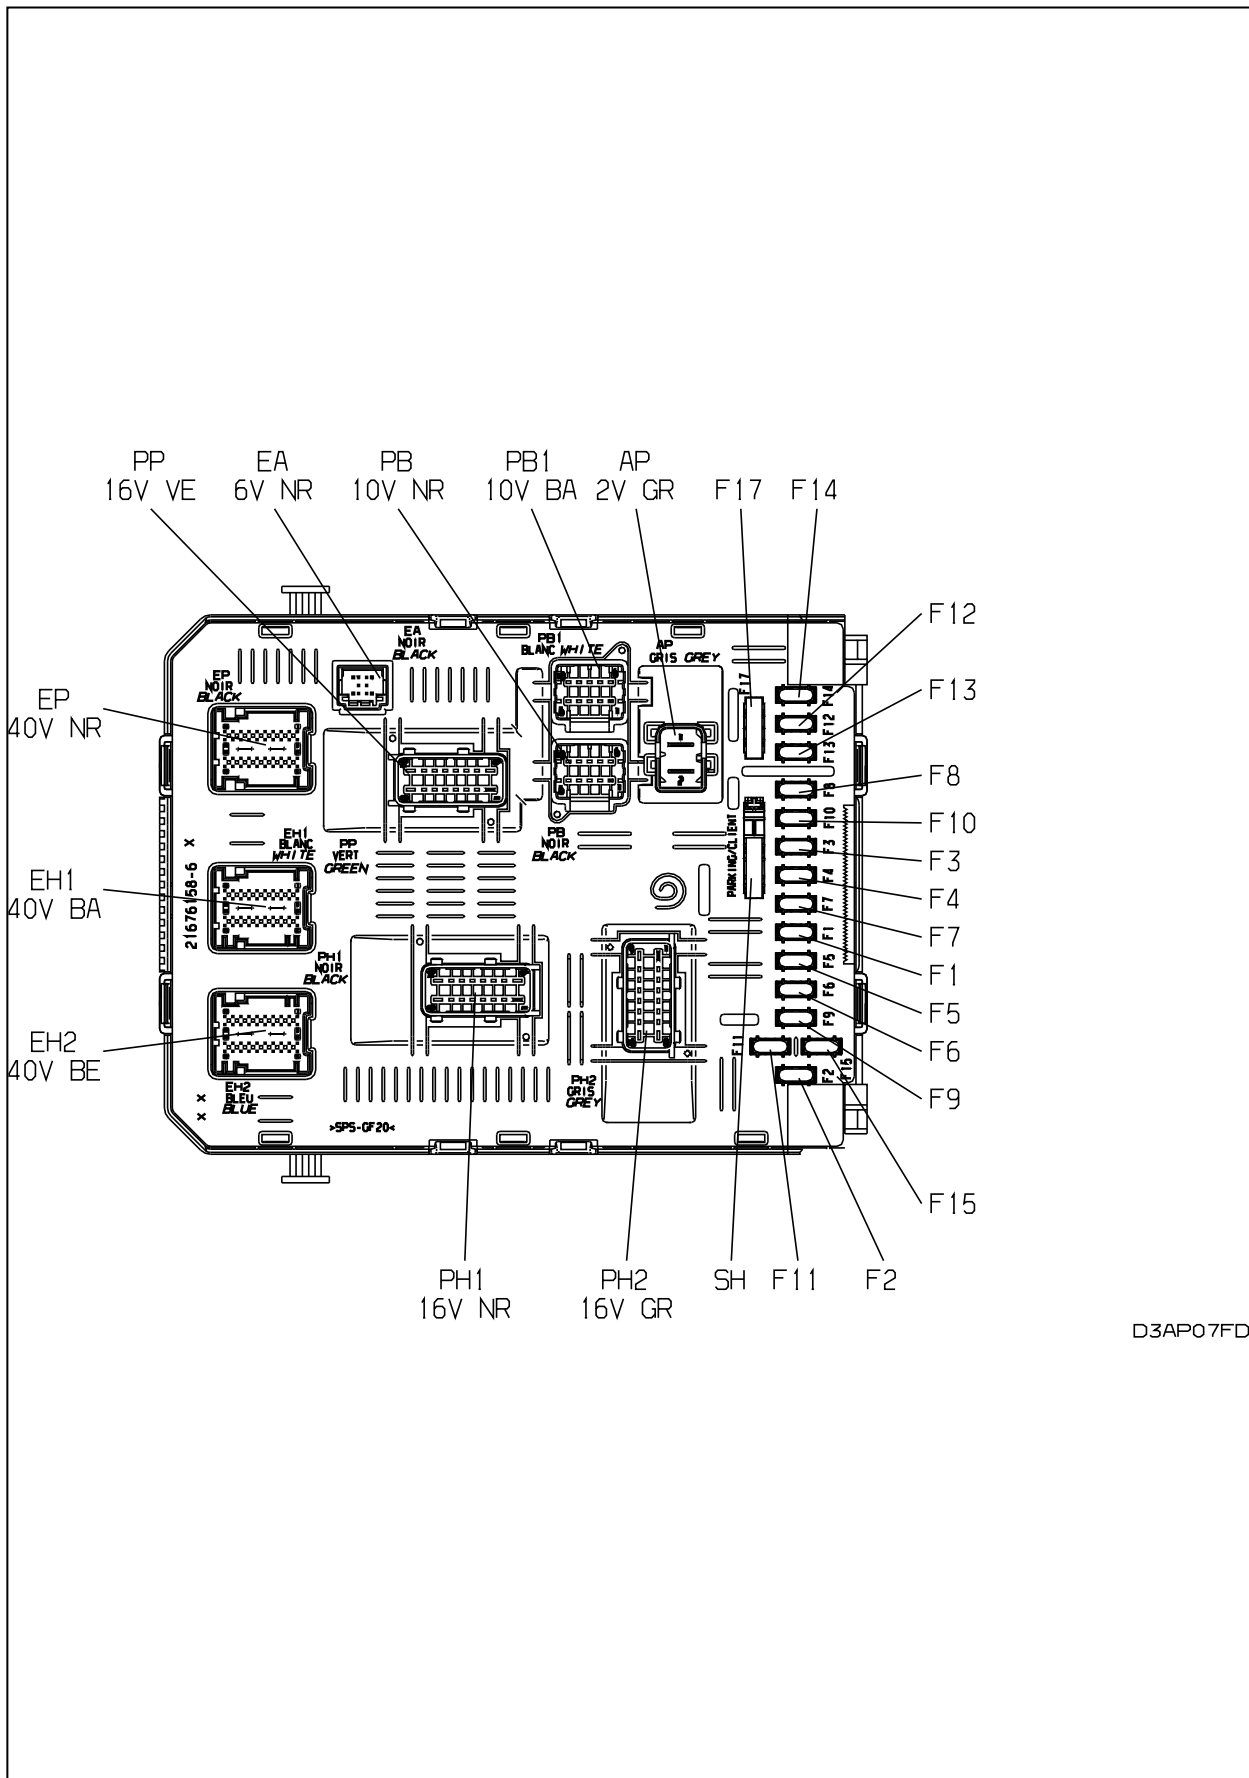 PP
16V VE
EA
6V NR
PB
10V NR
PB1
10V BA
AP
2V GR
F17
F14
F12
F13
F8
F10
F3
F4
F7
F1
F5
F6
F9
F15
EP
40V NR
EH1
40V BA
EH2
40V BE
EA
NOIR
BLACK
PB1
BLANC WHITE
AP
GRIS GREY
EP
NOIR
BLACK
F17
F14
F12
F13
F8
F10
F3
F4
F7
F1
F5
F6
F9
F11
F15
F2
PB
NOIR
BLACK
EH1
BLANC
WHITE
PP
VERT
GREEN
PARKING/CLIENT
21676158-6 X
PH1
NOIR
BLACK
EH2
BLEU
BLUE
PH2
GRIS
GREY
X
X
>SPS-GF20<
PH1
16V NR
PH2
16V GR
SH
F11
F2
D3AP07FD